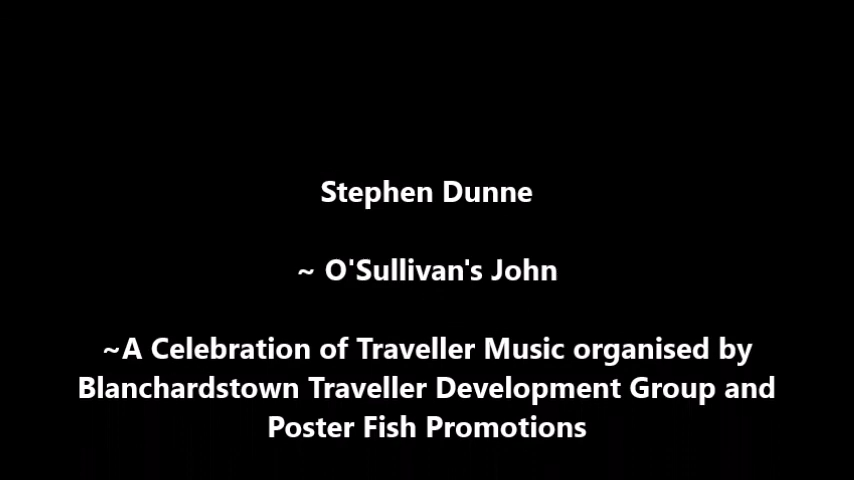 Stephen Dunne
~ O'Sullivan's John
~A Celebration of Traveller Music organised by
Blanchardstown Traveller Development Group and
Poster Fish Promotions